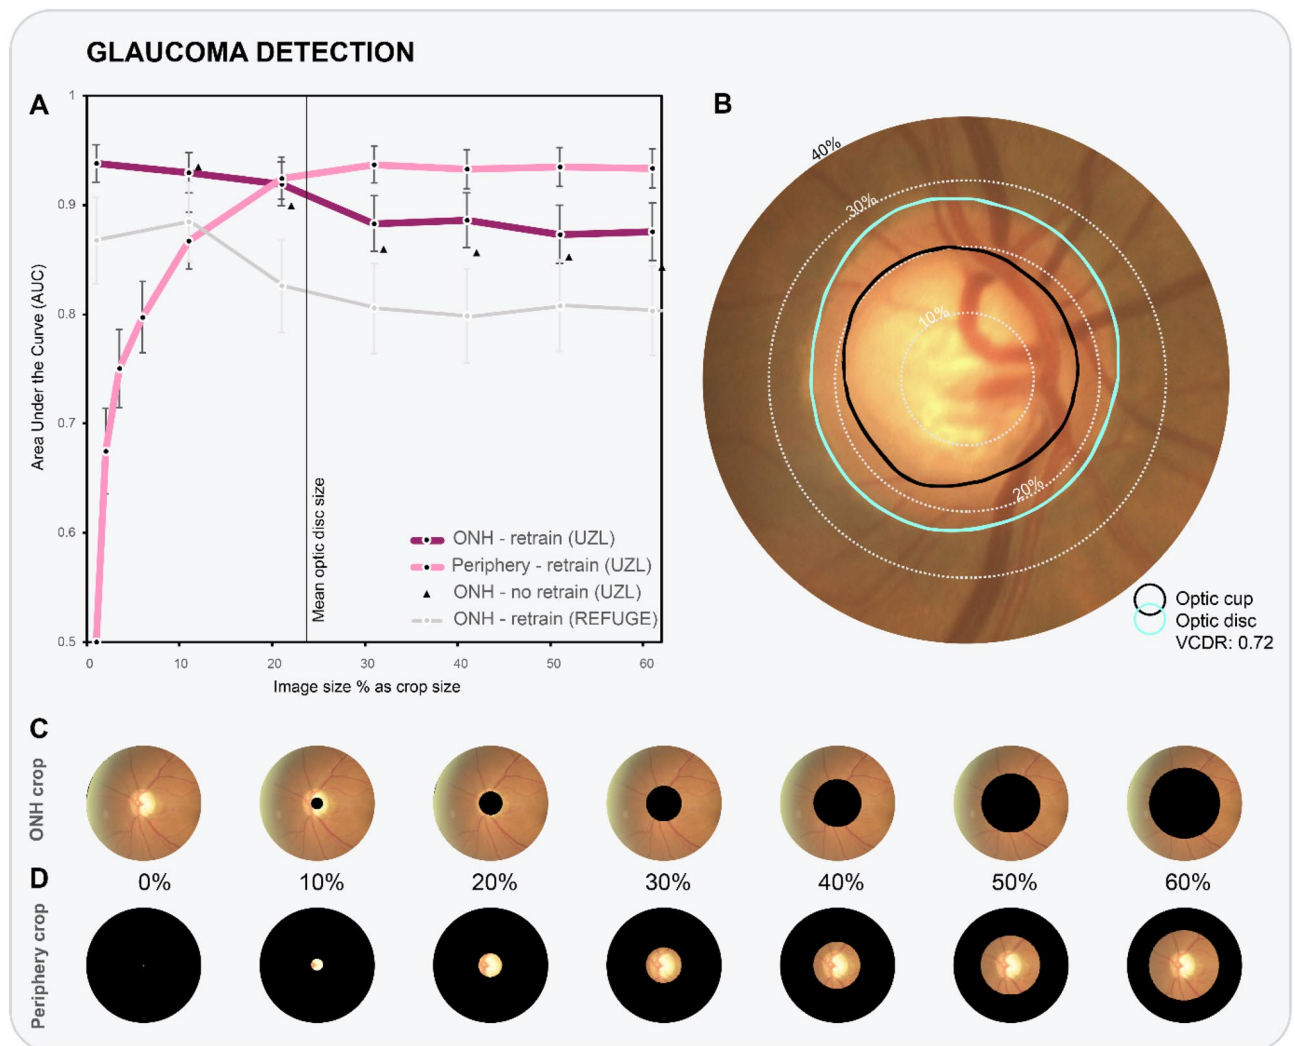 GLAUCOMA DETECTION
A
1
0.9
0.8
0.7
0.6
0.5
Area Under the Curve (AUC)
0
10
20
30
40
50
60
Image size % as crop size
Mean optic disc size
ONH - retrain (UZL)
Periphery - retrain (UZL)
ONH - no retrain (UZL)
ONH - retrain (REFUGE)
B
40%
30%
10%
20%
Optic cup
Optic disc
VCDR: 0.72
C
ONH crop
0%
10%
20%
30%
40%
50%
60%
D
Periphery crop